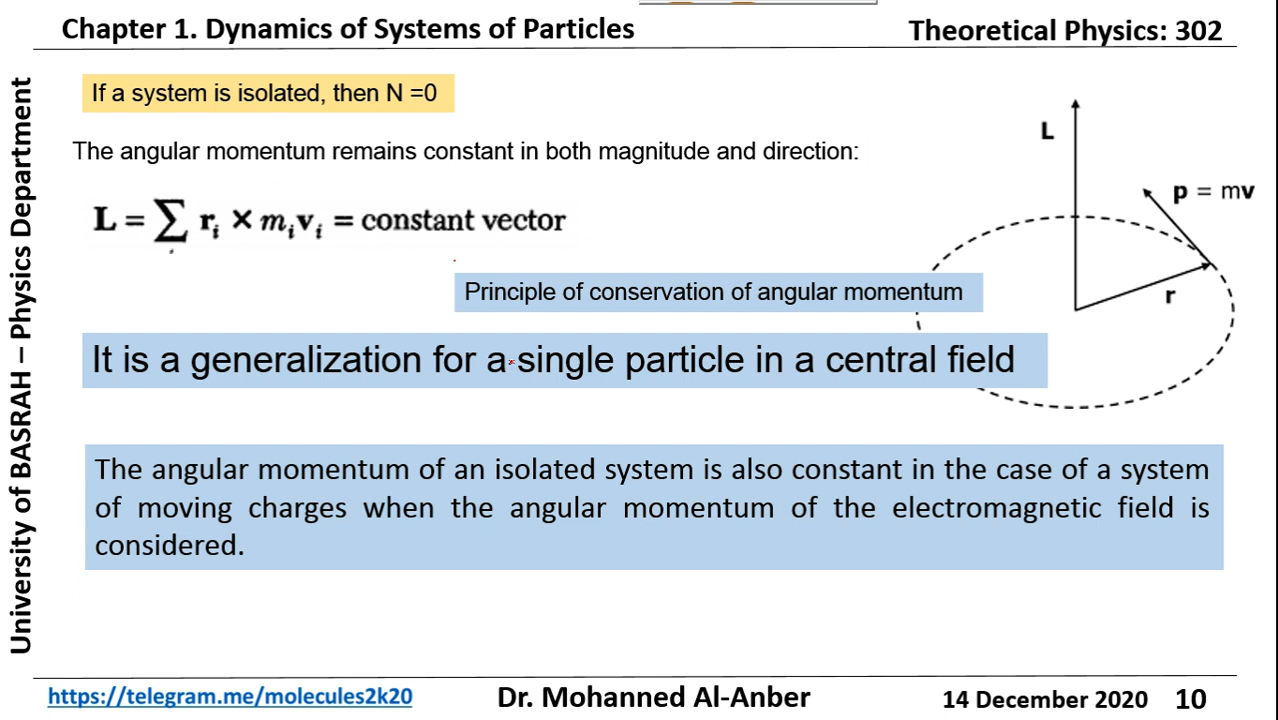 Chapter 1. Dynamics of Systems of Particles
Theoretical Physics: 302
University of BASRAH – Physics Department
If a system is isolated, then N =0
The angular momentum remains constant in both magnitude and direction:
L = ∑ r_i × m_i v_i = constant vector
i
L
p = mv
r
Principle of conservation of angular momentum
It is a generalization for a single particle in a central field
The angular momentum of an isolated system is also constant in the case of a system
of moving charges when the angular momentum of the electromagnetic field is
considered.
https://telegram.me/molecules2k20
Dr. Mohanned Al-Anber
14 December 2020
10